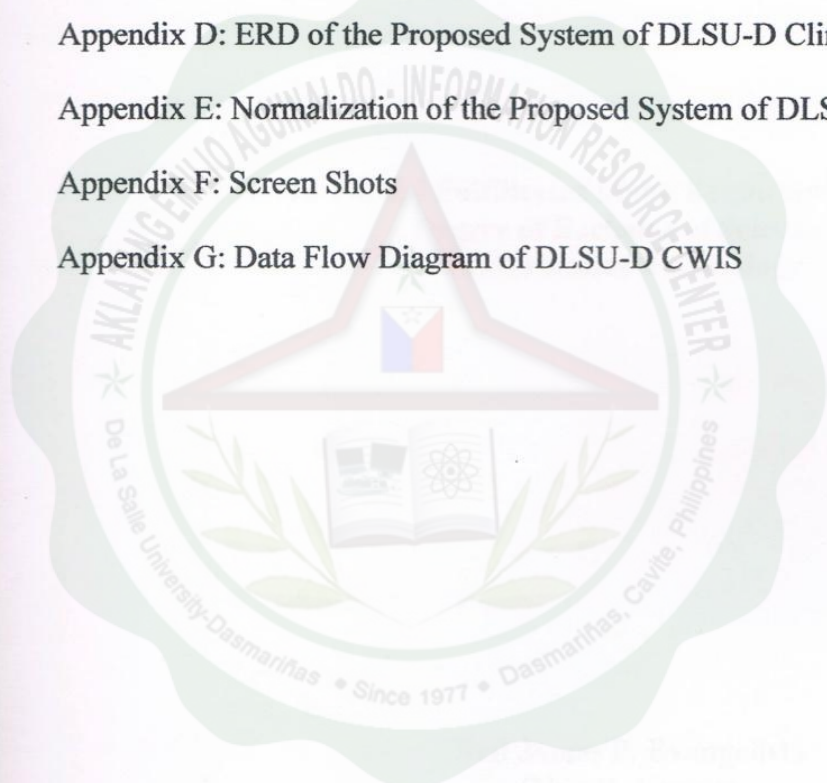 Appendix D: ERD of the Proposed System of DLSU-D
Appendix E: Normalization of the Proposed System of
Appendix F: Screen Shots
Appendix G: Data Flow Diagram of DLSU-D CWIS
AKLATANG EMILIO AGUINALDO - INFORMATION RESOURCE CENTER
De La Salle University-Dasmariñas • Since 1977 • Dasmariñas, Cavite, Philippines